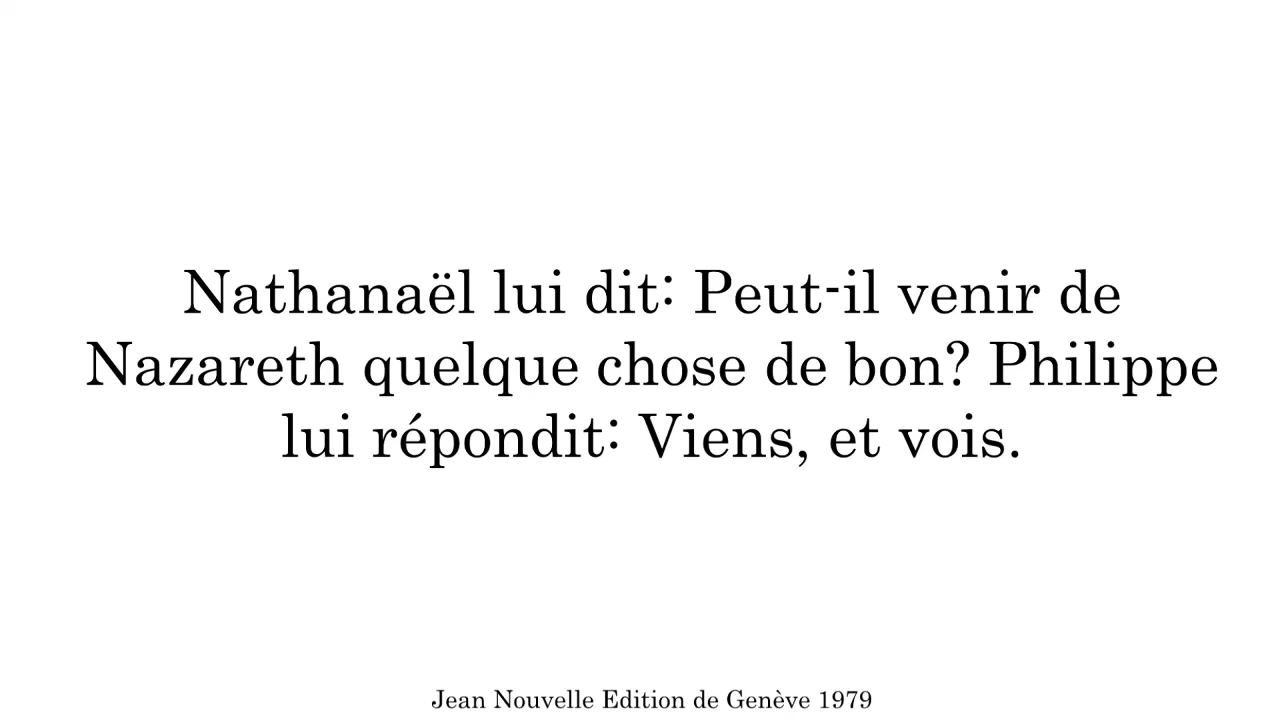 Nathanaël lui dit: Peut-il venir de
Nazareth quelque chose de bon? Philippe
lui répondit: Viens, et vois.
Jean Nouvelle Edition de Genève 1979